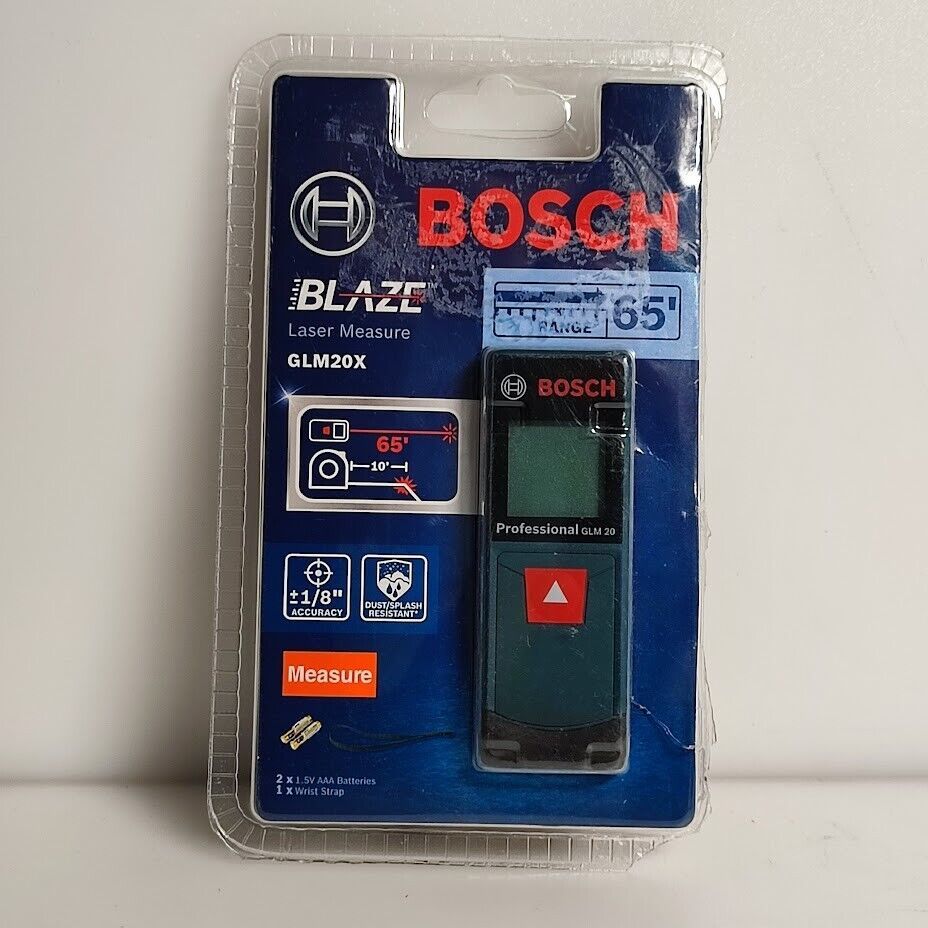 BOSCH
BLAZE
Laser Measure
GLM20X
RANGE
65'
BOSCH
65'
10'
Professional GLM 20
±1/8"
ACCURACY
DUST/SPLASH
RESISTANT*
Measure
2 x 1.5V AAA Batteries
1 x Wrist Strap